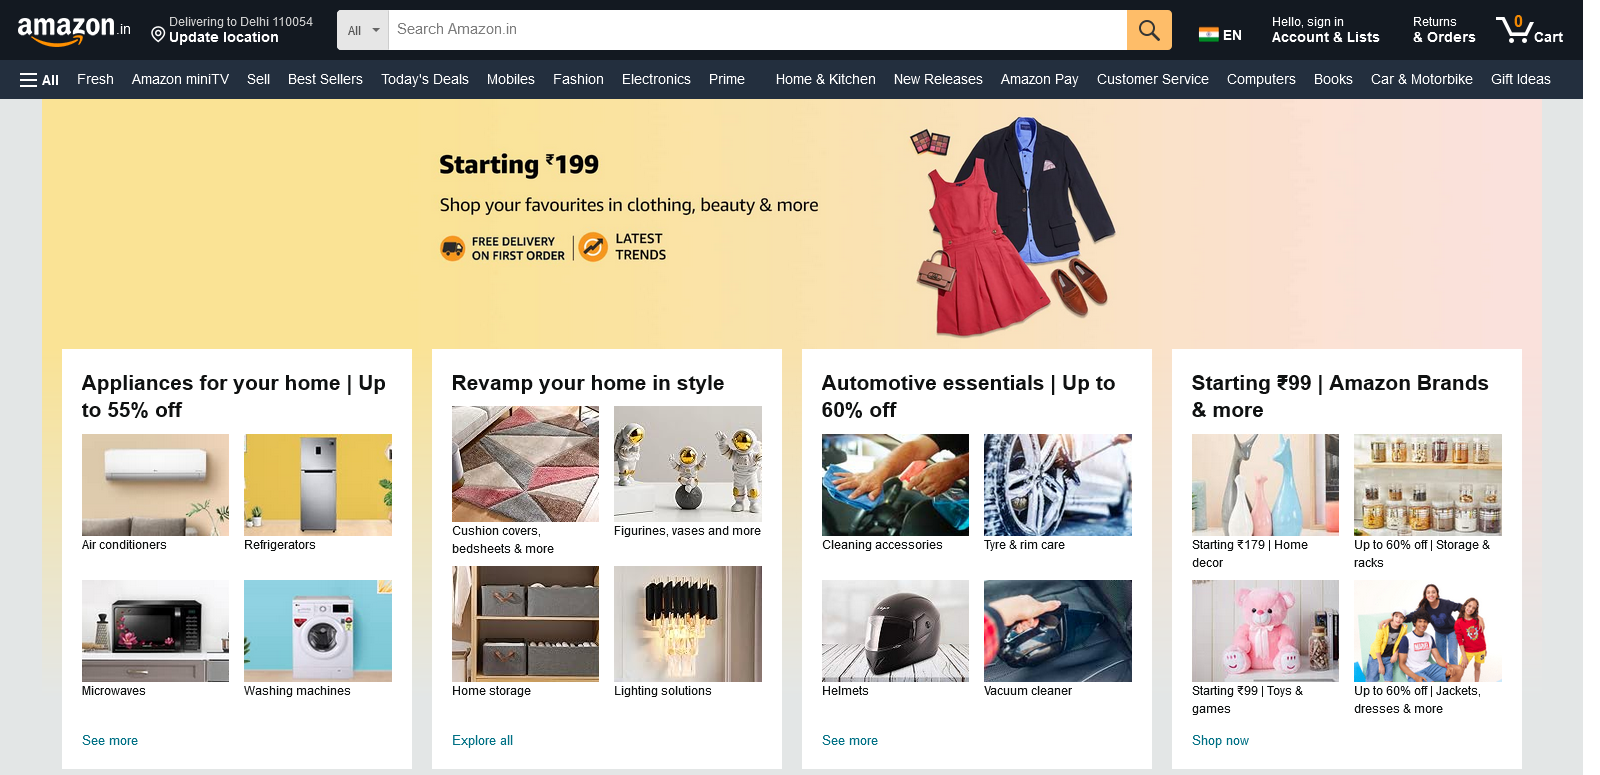 amazon.in
Delivering to Delhi 110054
Update location
All
Search Amazon.in
EN
Hello, sign in
Account & Lists
Returns
& Orders
0
Cart
All Fresh Amazon miniTV Sell Best Sellers Today's Deals Mobiles Fashion Electronics Prime Home & Kitchen New Releases Amazon Pay Customer Service Computers Books Car & Motorbike Gift Ideas
Starting ₹199
Shop your favourites in clothing, beauty & more
FREE DELIVERY
ON FIRST ORDER
LATEST
TRENDS
Appliances for your home | Up
to 55% off
Air conditioners
Refrigerators
Microwaves
Washing machines
See more
Revamp your home in style
Cushion covers,
bedsheets & more
Figurines, vases and more
Home storage
Lighting solutions
Explore all
Automotive essentials | Up to
60% off
Cleaning accessories
Tyre & rim care
Helmets
Vacuum cleaner
See more
Starting ₹99 | Amazon Brands
& more
Starting ₹179 | Home
decor
Up to 60% off | Storage &
racks
Starting ₹99 | Toys &
games
Up to 60% off | Jackets,
dresses & more
Shop now